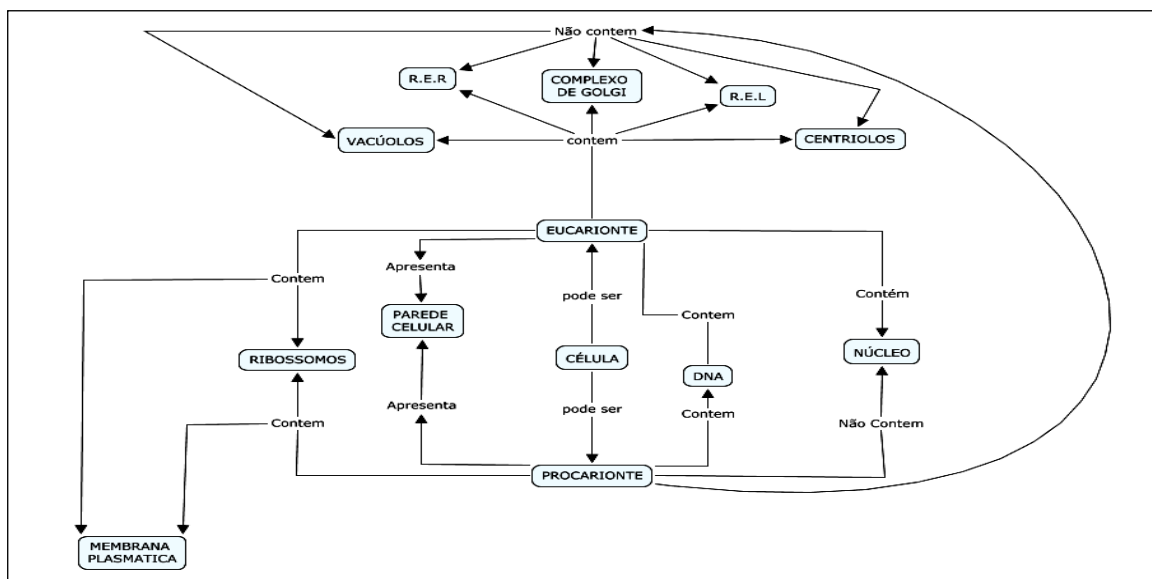 Não contem
R.E.R
COMPLEXO
DE GOLGI
R.E.L
VACÚOLOS
contem
CENTRIOLOS
EUCARIONTE
Apresenta
Contem
pode ser
Contém
PAREDE
CELULAR
Contem
RIBOSSOMOS
CÉLULA
NÚCLEO
DNA
Apresenta
pode ser
Contem
Contem
Não Contem
PROCARIONTE
MEMBRANA
PLASMATICA